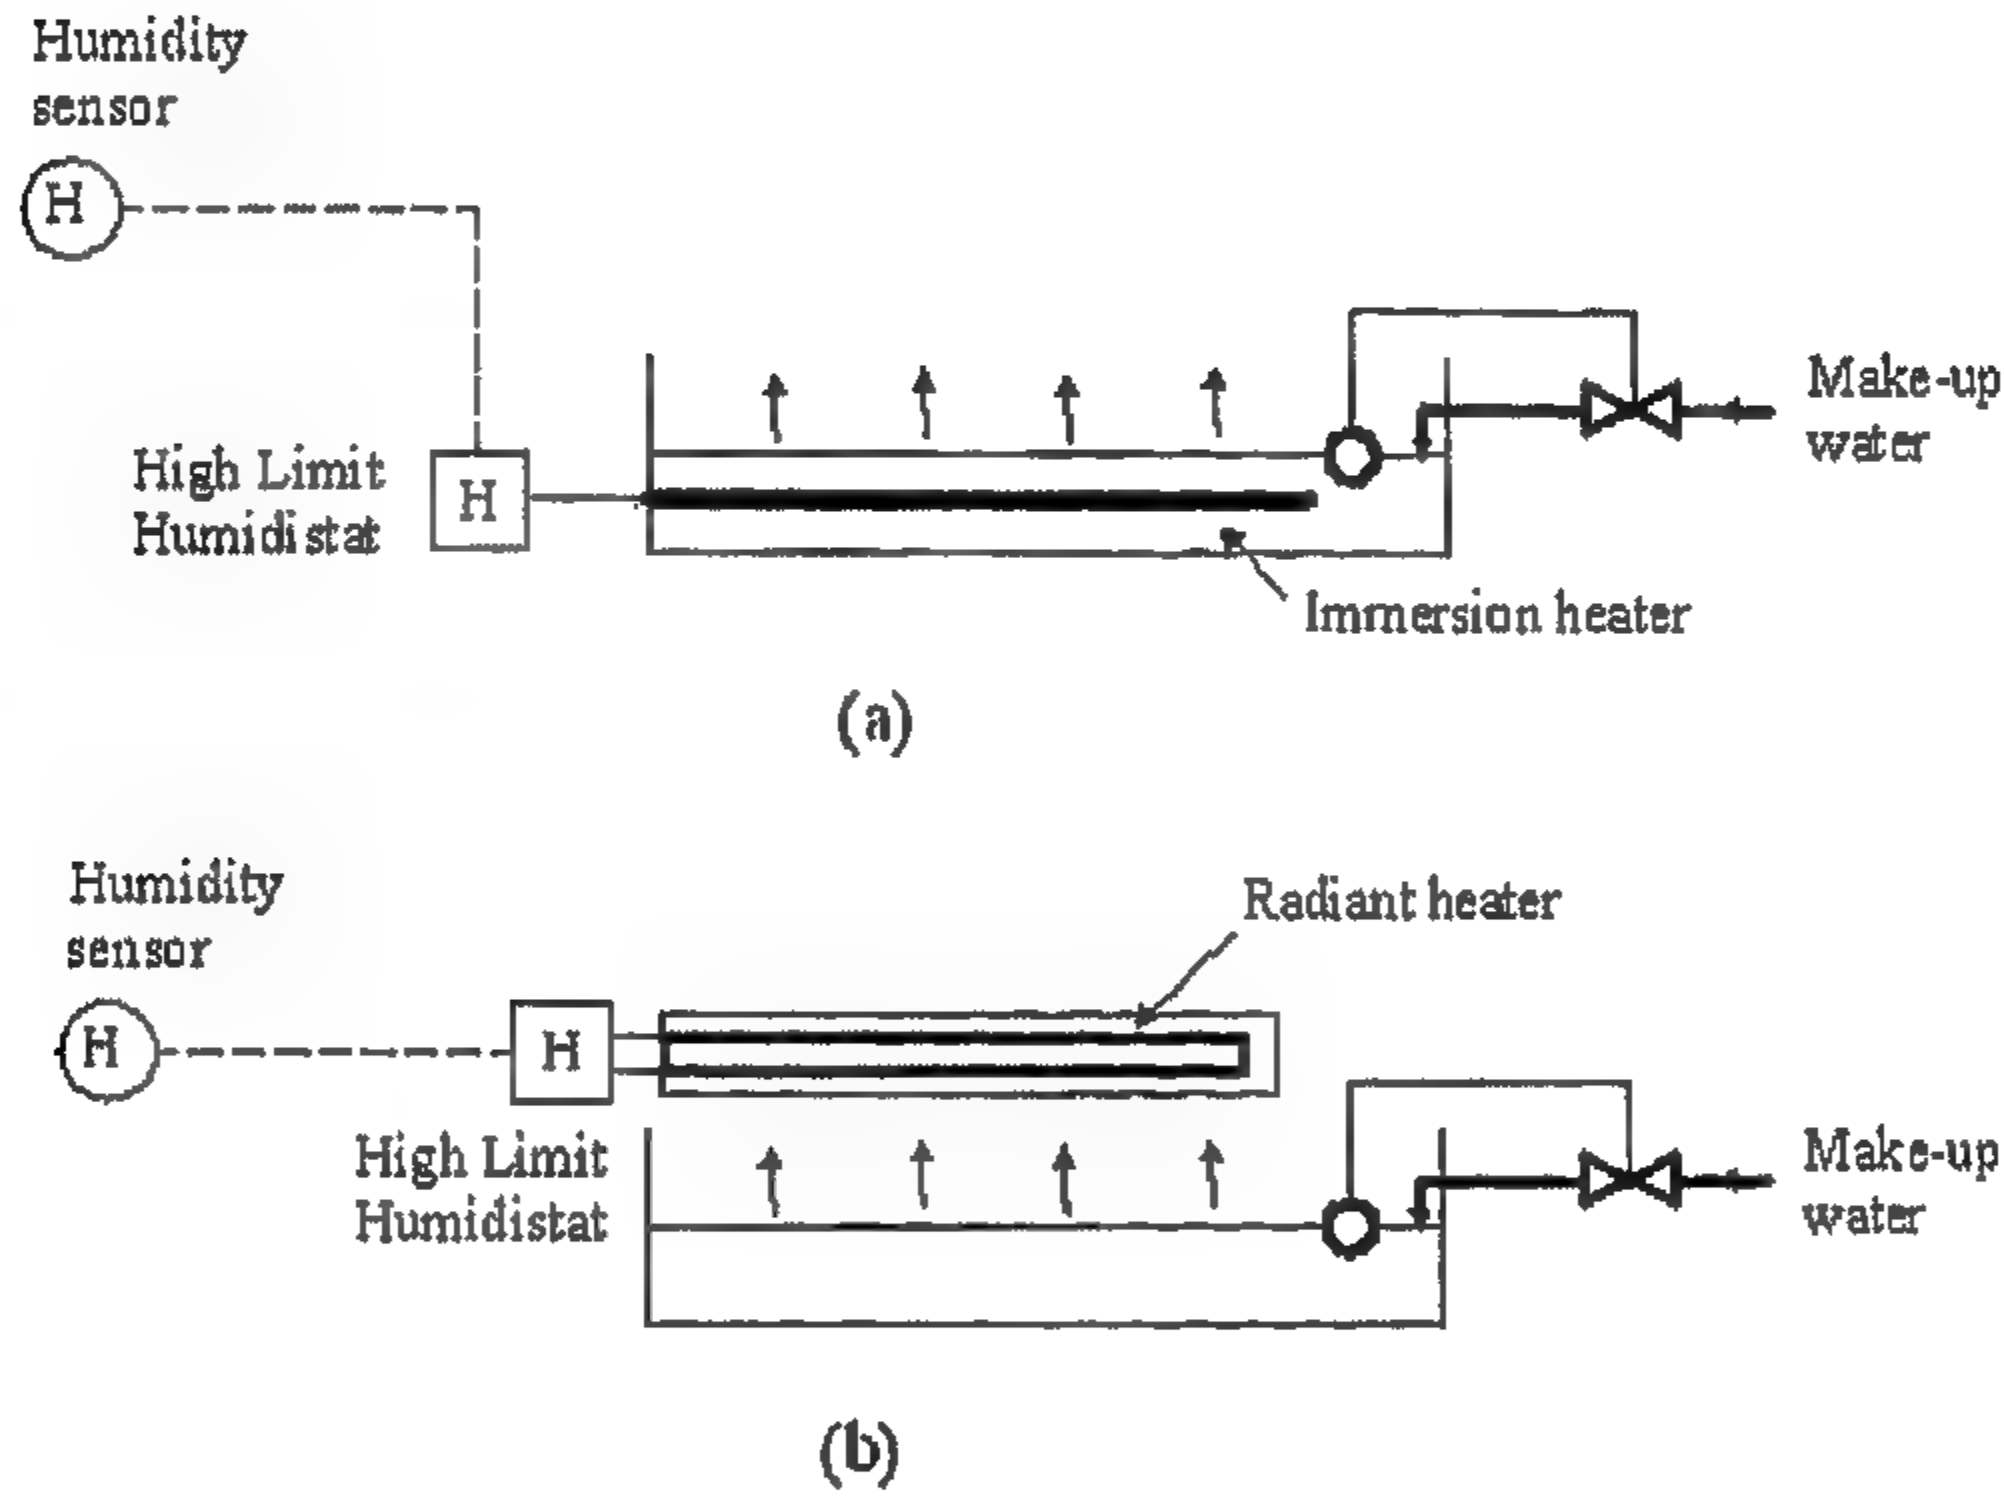 Humidity
sensor
H
Make-up
water
High Limit
Humidistat
H
Immersion heater
(a)
Humidity
sensor
Radiant heater
H
H
High Limit
Humidistat
Make-up
water
(b)